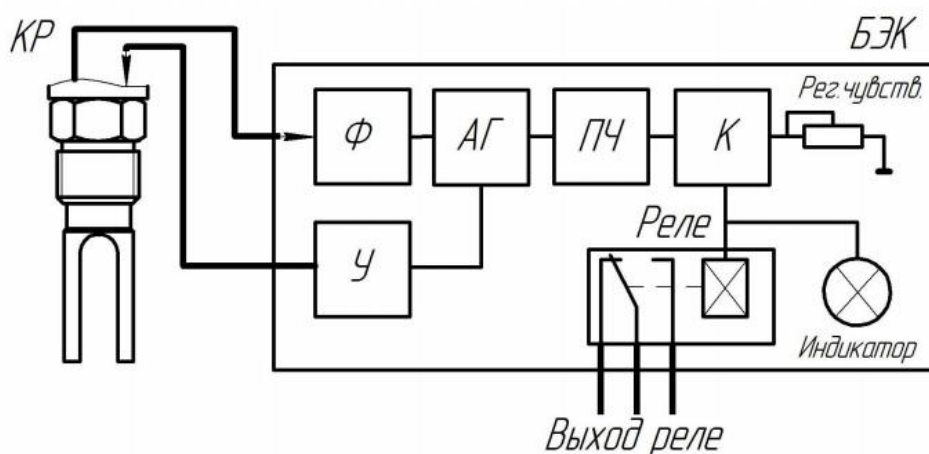 КР
БЭК
Рег.чувств.
Ф
АГ
ПЧ
К
У
Реле
Индикатор
Выход реле